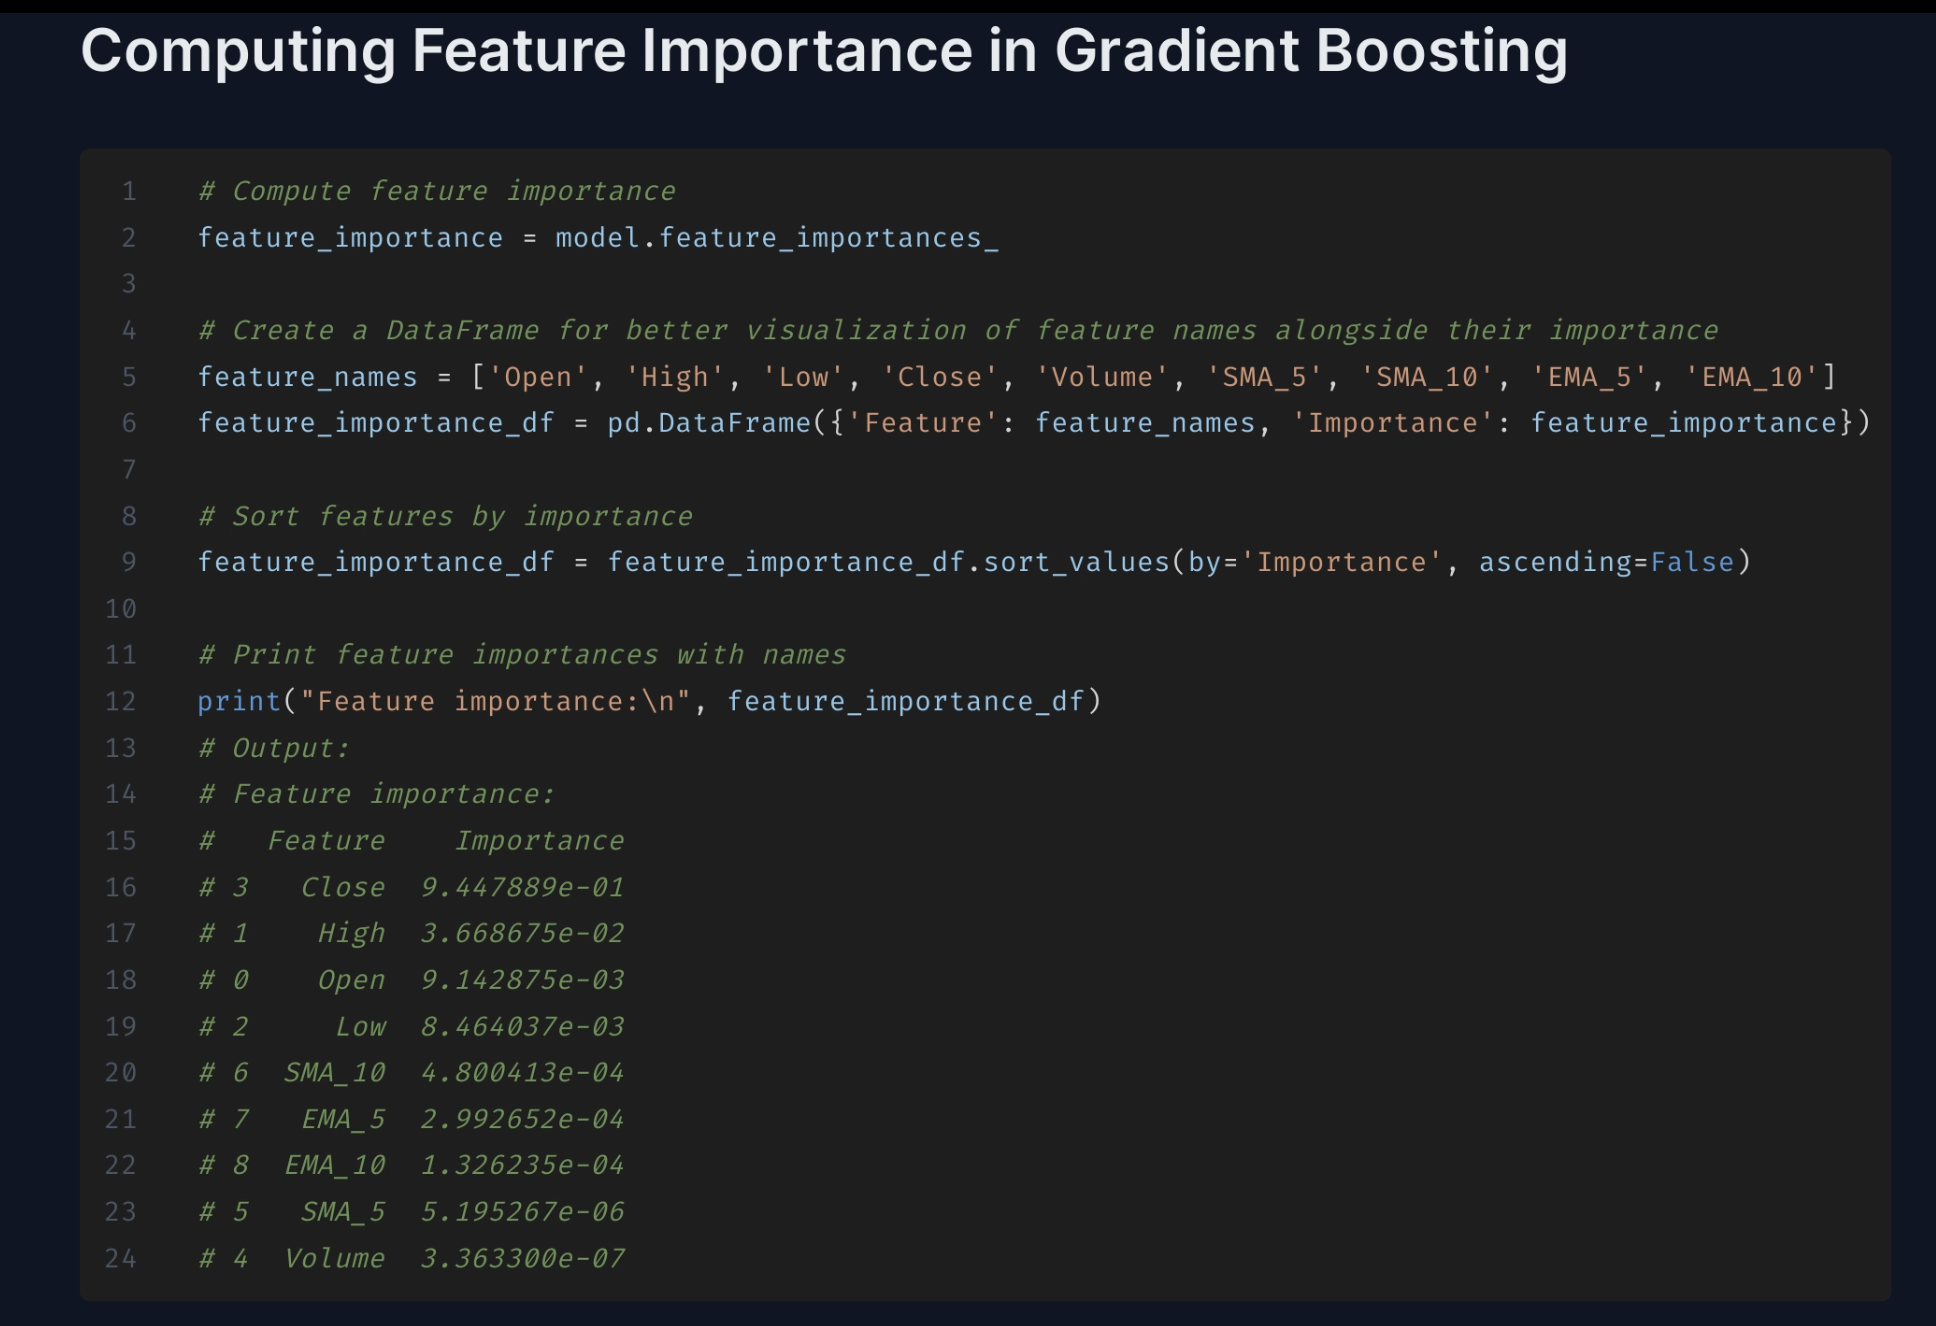 Computing Feature Importance in Gradient Boosting
1 # Compute feature importance
2 feature_importance = model.feature_importances_
3
4 # Create a DataFrame for better visualization of feature names alongside their importance
5 feature_names = ['Open', 'High', 'Low', 'Close', 'Volume', 'SMA_5', 'SMA_10', 'EMA_5', 'EMA_10']
6 feature_importance_df = pd.DataFrame({'Feature': feature_names, 'Importance': feature_importance})
7
8 # Sort features by importance
9 feature_importance_df = feature_importance_df.sort_values(by='Importance', ascending=False)
10
11 # Print feature importances with names
12 print("Feature importance:\n", feature_importance_df)
13 # Output:
14 # Feature importance:
15 #   Feature    Importance
16 # 3   Close  9.447889e-01
17 # 1    High  3.668675e-02
18 # 0    Open  9.142875e-03
19 # 2     Low  8.464037e-03
20 # 6  SMA_10  4.800413e-04
21 # 7   EMA_5  2.992652e-04
22 # 8  EMA_10  1.326235e-04
23 # 5   SMA_5  5.195267e-06
24 # 4  Volume  3.363300e-07